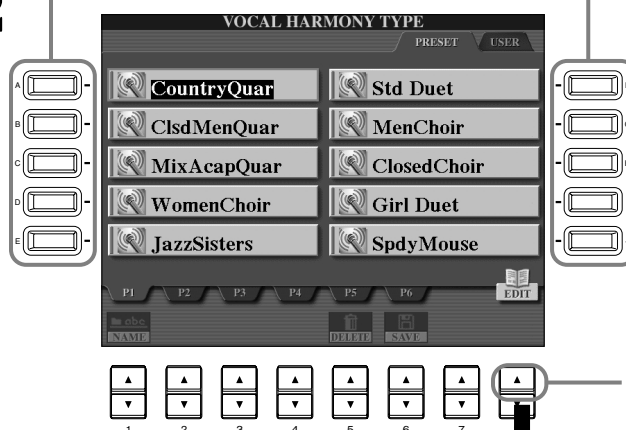 VOCAL HARMONY TYPE
PRESET USER
A CountryQuar Std Duet
B ClsdMenQuar MenChoir
C MixAcapQuar ClosedChoir
D WomenChoir Girl Duet
E JazzSisters SpdyMouse
P1 P2 P3 P4 P5 P6 EDIT
abc
NAME DELETE SAVE
1 2 3 4 5 6 7